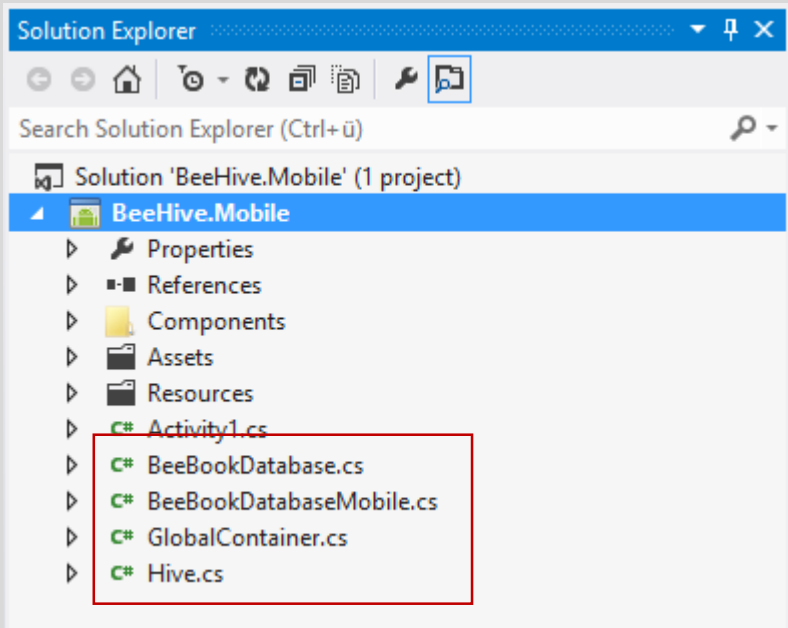 Solution Explorer
Search Solution Explorer (Ctrl+ü)
Solution 'BeeHive.Mobile' (1 project)
BeeHive.Mobile
Properties
References
Components
Assets
Resources
C# Activity1.cs
C# BeeBookDatabase.cs
C# BeeBookDatabaseMobile.cs
C# GlobalContainer.cs
C# Hive.cs